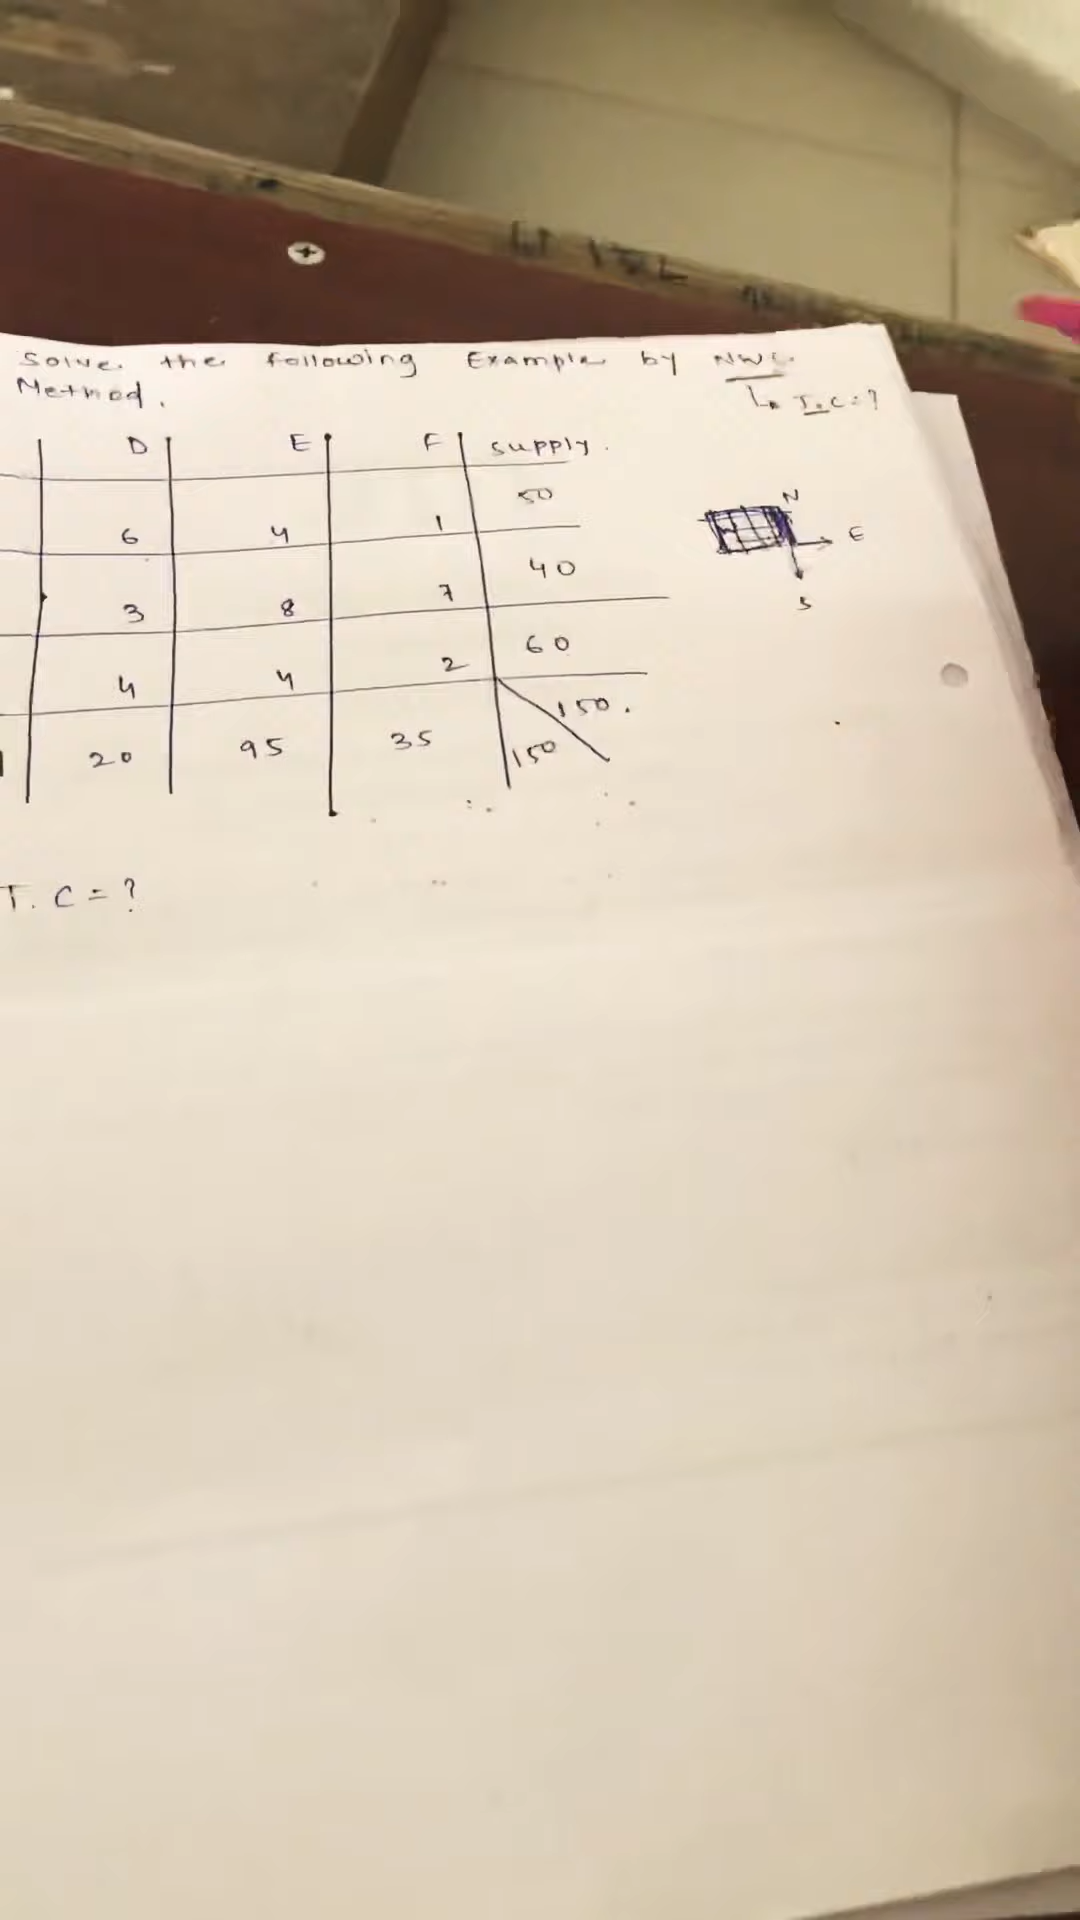 Solve the following Example by NWC
Method.
T.C=?
D E F supply.
6 4 1 50
3 8 7 40
4 4 2 60
20 95 35 150 150.
N
E
S
T. C = ?